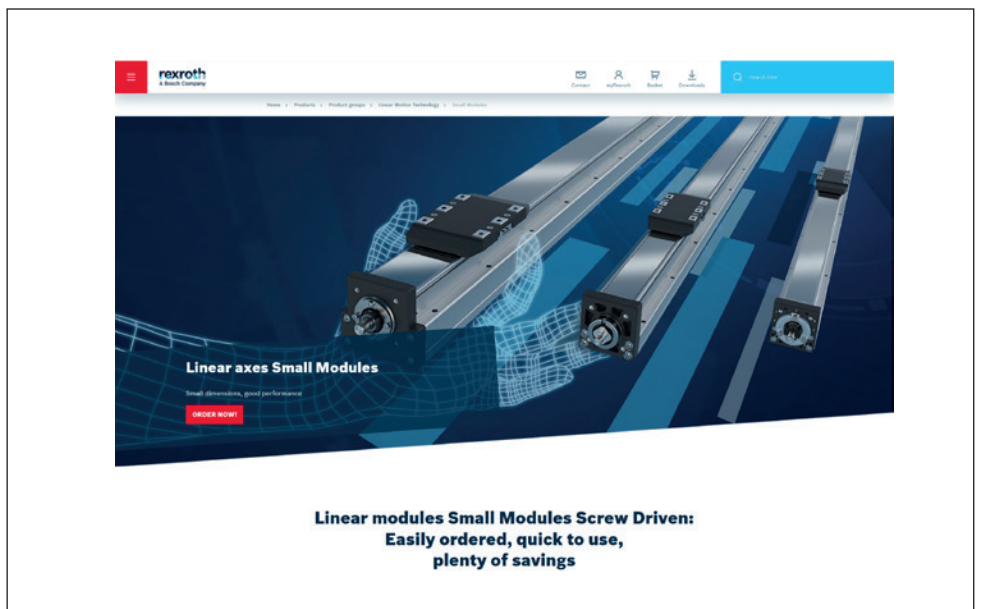 rexroth
A Bosch Company
Contact myRexroth Basket Downloads
Home > Products > Product groups > Linear Motion Technology > Small Modules
Linear axes Small Modules
Small dimensions, good performance
ORDER NOW!
Linear modules Small Modules Screw Driven:
Easily ordered, quick to use,
plenty of savings